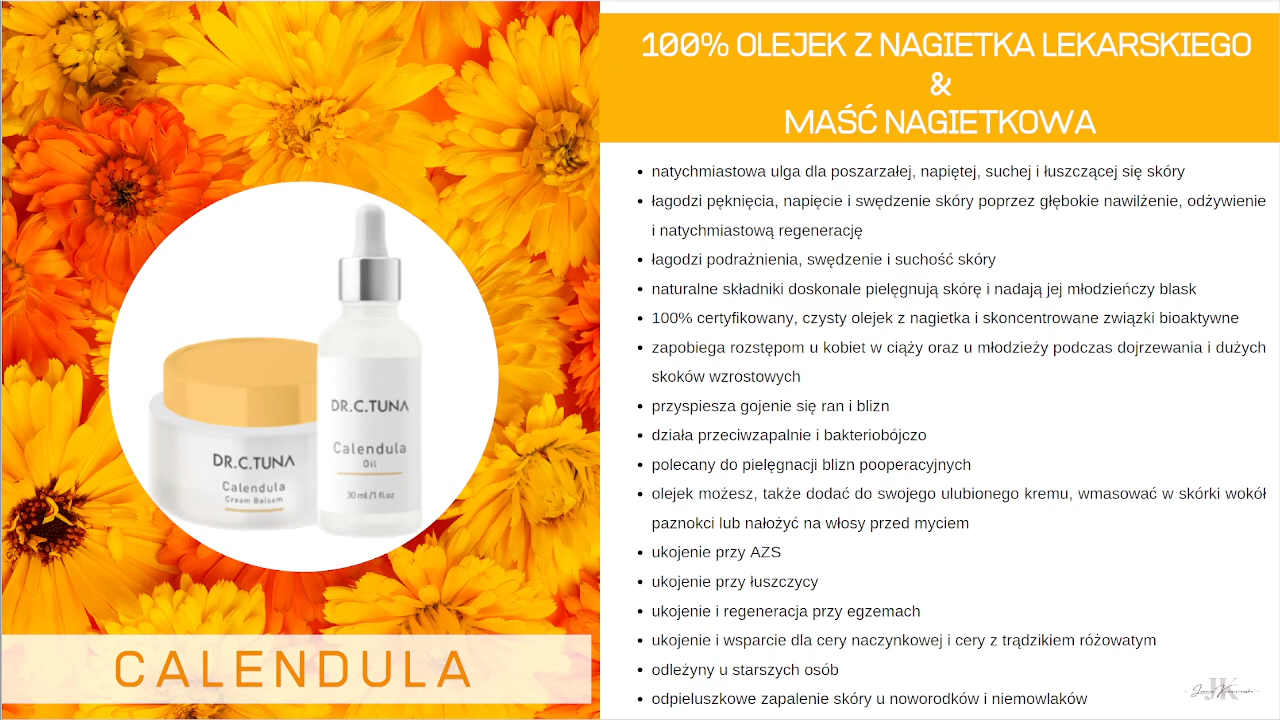 100% OLEJEK Z NAGIETKA LEKARSKIEGO
&
MAŚĆ NAGIETKOWA
natychmiastowa ulga dla poszarzałej, napiętej, suchej i łuszczącej się skóry
łagodzi pęknięcia, napięcie i swędzenie skóry poprzez głębokie nawilżenie, odżywienie
i natychmiastową regenerację
łagodzi podrażnienia, swędzenie i suchość skóry
naturalne składniki doskonale pielęgnują skórę i nadają jej młodzieńczy blask
100% certyfikowany, czysty olejek z nagietka i skoncentrowane związki bioaktywne
zapobiega rozstępom u kobiet w ciąży oraz u młodzieży podczas dojrzewania i dużych
skoków wzrostowych
przyspiesza gojenie się ran i blizn
działa przeciwzapalnie i bakteriobójczo
polecany do pielęgnacji blizn pooperacyjnych
olejek możesz, także dodać do swojego ulubionego kremu, wmasować w skórki wokół
paznokci lub nałożyć na włosy przed myciem
ukojenie przy AZS
ukojenie przy łuszczycy
ukojenie i regeneracja przy egzemach
ukojenie i wsparcie dla cery naczynkowej i cery z trądzikiem różowatym
odleżyny u starszych osób
odpieluszkowe zapalenie skóry u noworodków i niemowlaków
DR.C.TUNA
Calendula
Oil
30 ml./1 fl.oz
DR.C.TUNA
Calendula
Cream Balsam
CALENDULA
JK